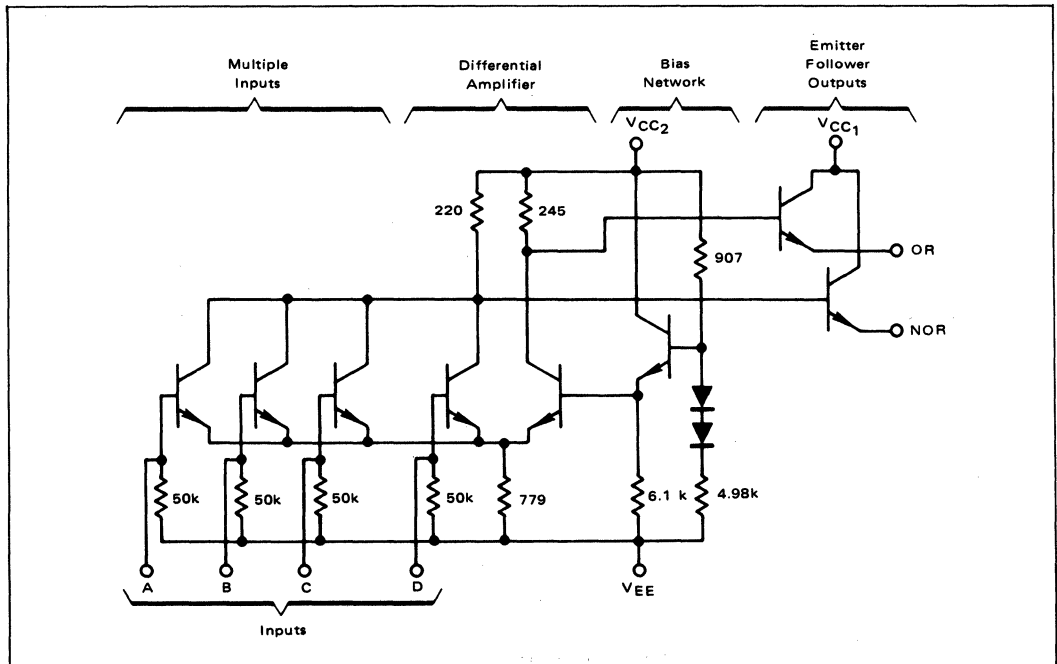 Multiple
Inputs
Differential
Amplifier
Bias
Network
Emitter
Follower
Outputs
VCC2
VCC1
220
245
907
OR
NOR
50k
50k
50k
50k
779
6.1 k
4.98k
A
B
C
D
VEE
Inputs